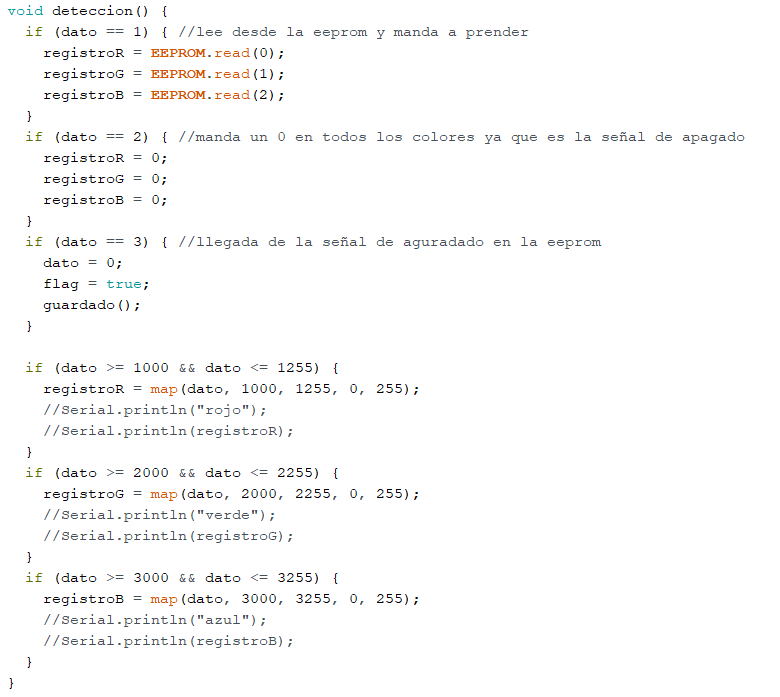 void deteccion() {
  if (dato == 1) { //lee desde la eeprom y manda a prender
    registroR = EEPROM.read(0);
    registroG = EEPROM.read(1);
    registroB = EEPROM.read(2);
  }
  if (dato == 2) { //manda un 0 en todos los colores ya que es la señal de apagado
    registroR = 0;
    registroG = 0;
    registroB = 0;
  }
  if (dato == 3) { //llegada de la señal de aguradado en la eeprom
    dato = 0;
    flag = true;
    guardado();
  }

  if (dato >= 1000 && dato <= 1255) {
    registroR = map(dato, 1000, 1255, 0, 255);
    //Serial.println("rojo");
    //Serial.println(registroR);
  }
  if (dato >= 2000 && dato <= 2255) {
    registroG = map(dato, 2000, 2255, 0, 255);
    //Serial.println("verde");
    //Serial.println(registroG);
  }
  if (dato >= 3000 && dato <= 3255) {
    registroB = map(dato, 3000, 3255, 0, 255);
    //Serial.println("azul");
    //Serial.println(registroB);
  }
}